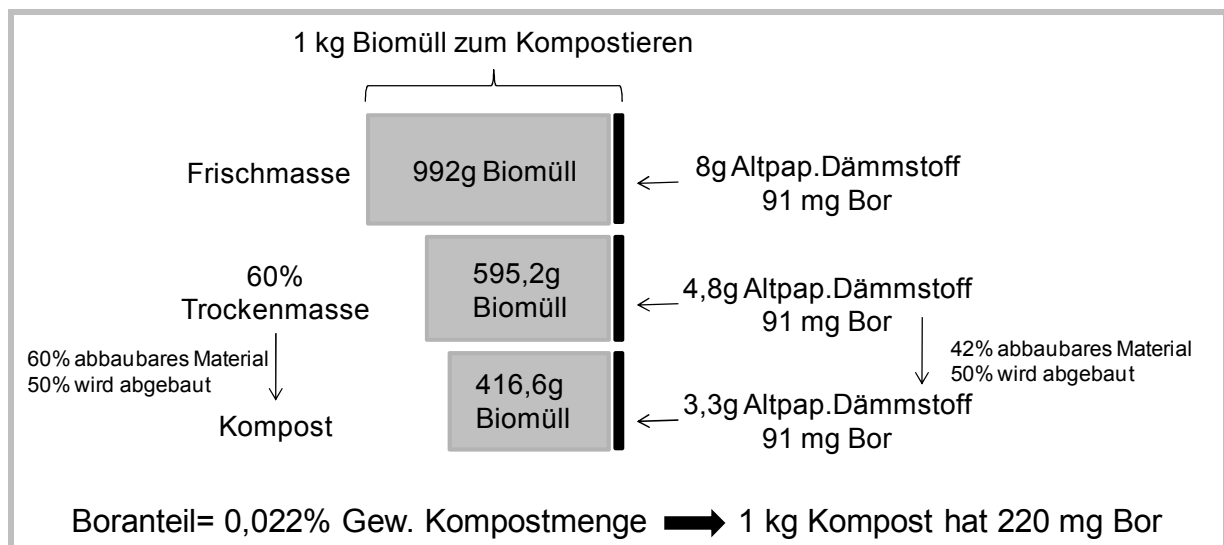 1 kg Biomüll zum Kompostieren
Frischmasse
992g Biomüll
8g Altpap.Dämmstoff
91 mg Bor
60%
Trockenmasse
595,2g
Biomüll
4,8g Altpap.Dämmstoff
91 mg Bor
60% abbaubares Material
50% wird abgebaut
42% abbaubares Material
50% wird abgebaut
Kompost
416,6g
Biomüll
3,3g Altpap.Dämmstoff
91 mg Bor
Boranteil= 0,022% Gew. Kompostmenge 1 kg Kompost hat 220 mg Bor